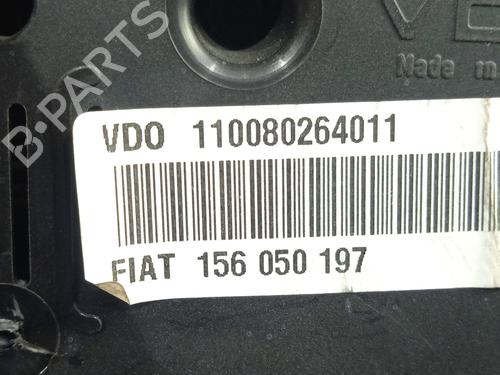 Made in
VDO 110080264011
FIAT 156 050 197
B-PARTS